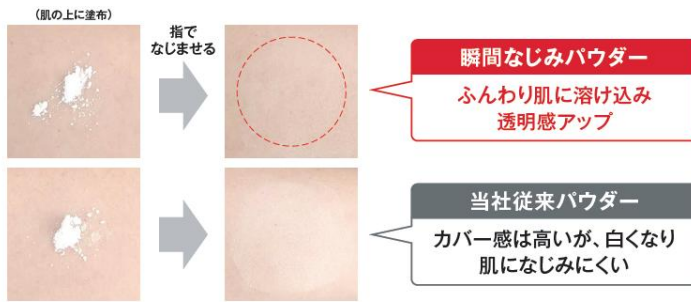 (肌の上に塗布)
指で
なじませる
瞬間なじみパウダー
ふんわり肌に溶け込み
透明感アップ
当社従来パウダー
カバー感は高いが、白くなり
肌になじみにくい